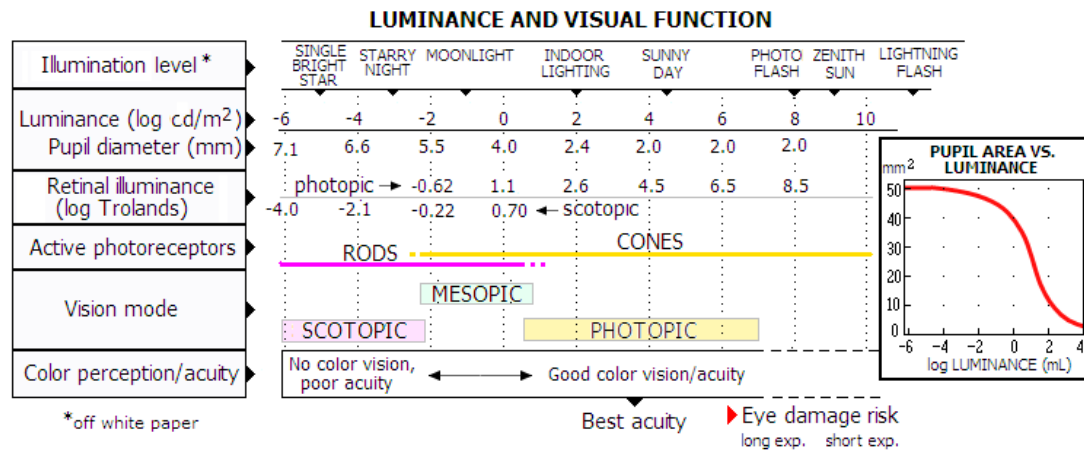 LUMINANCE AND VISUAL FUNCTION
Illumination level *
SINGLE BRIGHT STAR
STARRY NIGHT
MOONLIGHT
INDOOR LIGHTING
SUNNY DAY
PHOTO FLASH
ZENITH SUN
LIGHTNING FLASH
Luminance (log cd/m²) -6 -4 -2 0 2 4 6 8 10
Pupil diameter (mm) 7.1 6.6 5.5 4.0 2.4 2.0 2.0 2.0
Retinal illuminance
(log Trolands)
photopic → -0.62 1.1 2.6 4.5 6.5 8.5
-4.0 -2.1 -0.22 0.70 ← scotopic
Active photoreceptors
RODS
CONES
Vision mode
MESOPIC
SCOTOPIC
PHOTOPIC
Color perception/acuity
No color vision,
poor acuity
Good color vision/acuity
*off white paper
Best acuity
Eye damage risk
long exp. short exp.
PUPIL AREA VS.
LUMINANCE
mm²
50
40
30
20
10
0
-6 -4 -2 0 2 4
log LUMINANCE (mL)